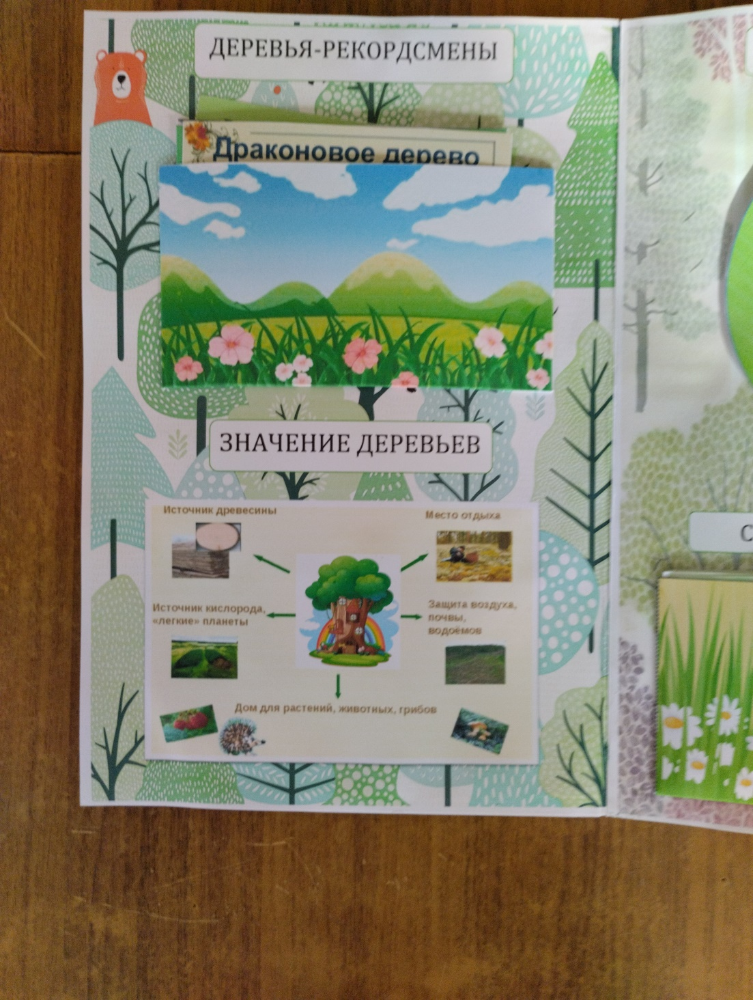 ДЕРЕВЬЯ-РЕКОРДСМЕНЫ
Драконовое дерево
ЗНАЧЕНИЕ ДЕРЕВЬЕВ
Источник древесины
Место отдыха
Источник кислорода,
«легкие» планеты
Защита воздуха,
почвы,
водоёмов
Дом для растений, животных, грибов
С